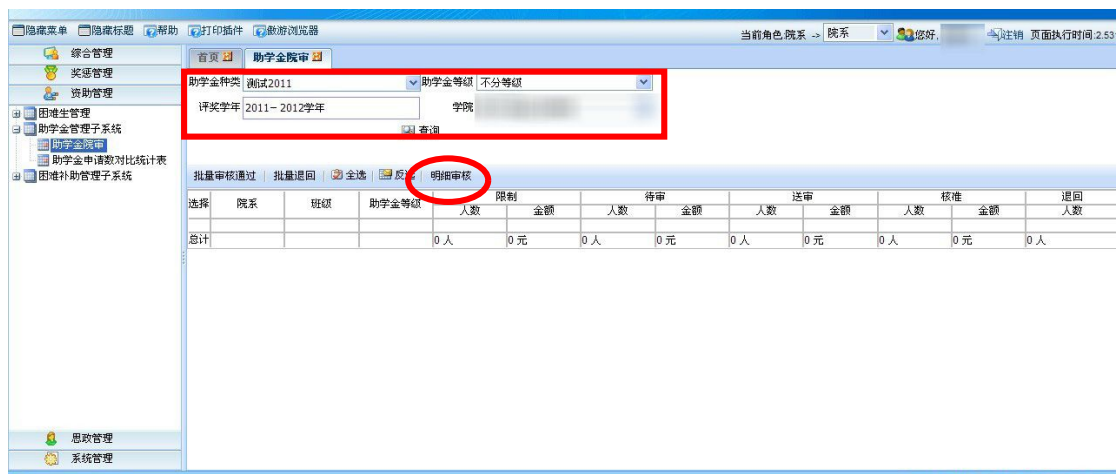 隐藏菜单 隐藏标题 帮助 打印插件 傲游浏览器 当前角色:院系 -> 院系 您好, 注销 页面执行时间:2.53
综合管理
奖惩管理
资助管理
困难生管理
助学金管理子系统
助学金院审
助学金申请数对比统计表
困难补助管理子系统
思政管理
系统管理
首页 助学金院审
助学金种类 测试2011 助学金等级 不分等级
评奖学年 2011-2012学年 学院
查询
批量审核通过 批量退回 全选 反选 明细审核
选择 院系 班级 助学金等级 限制 待审 送审 核准 退回
人数 金额 人数 金额 人数 金额 人数 金额 人数
总计 0 人 0 元 0 人 0 元 0 人 0 元 0 人 0 元 0 人